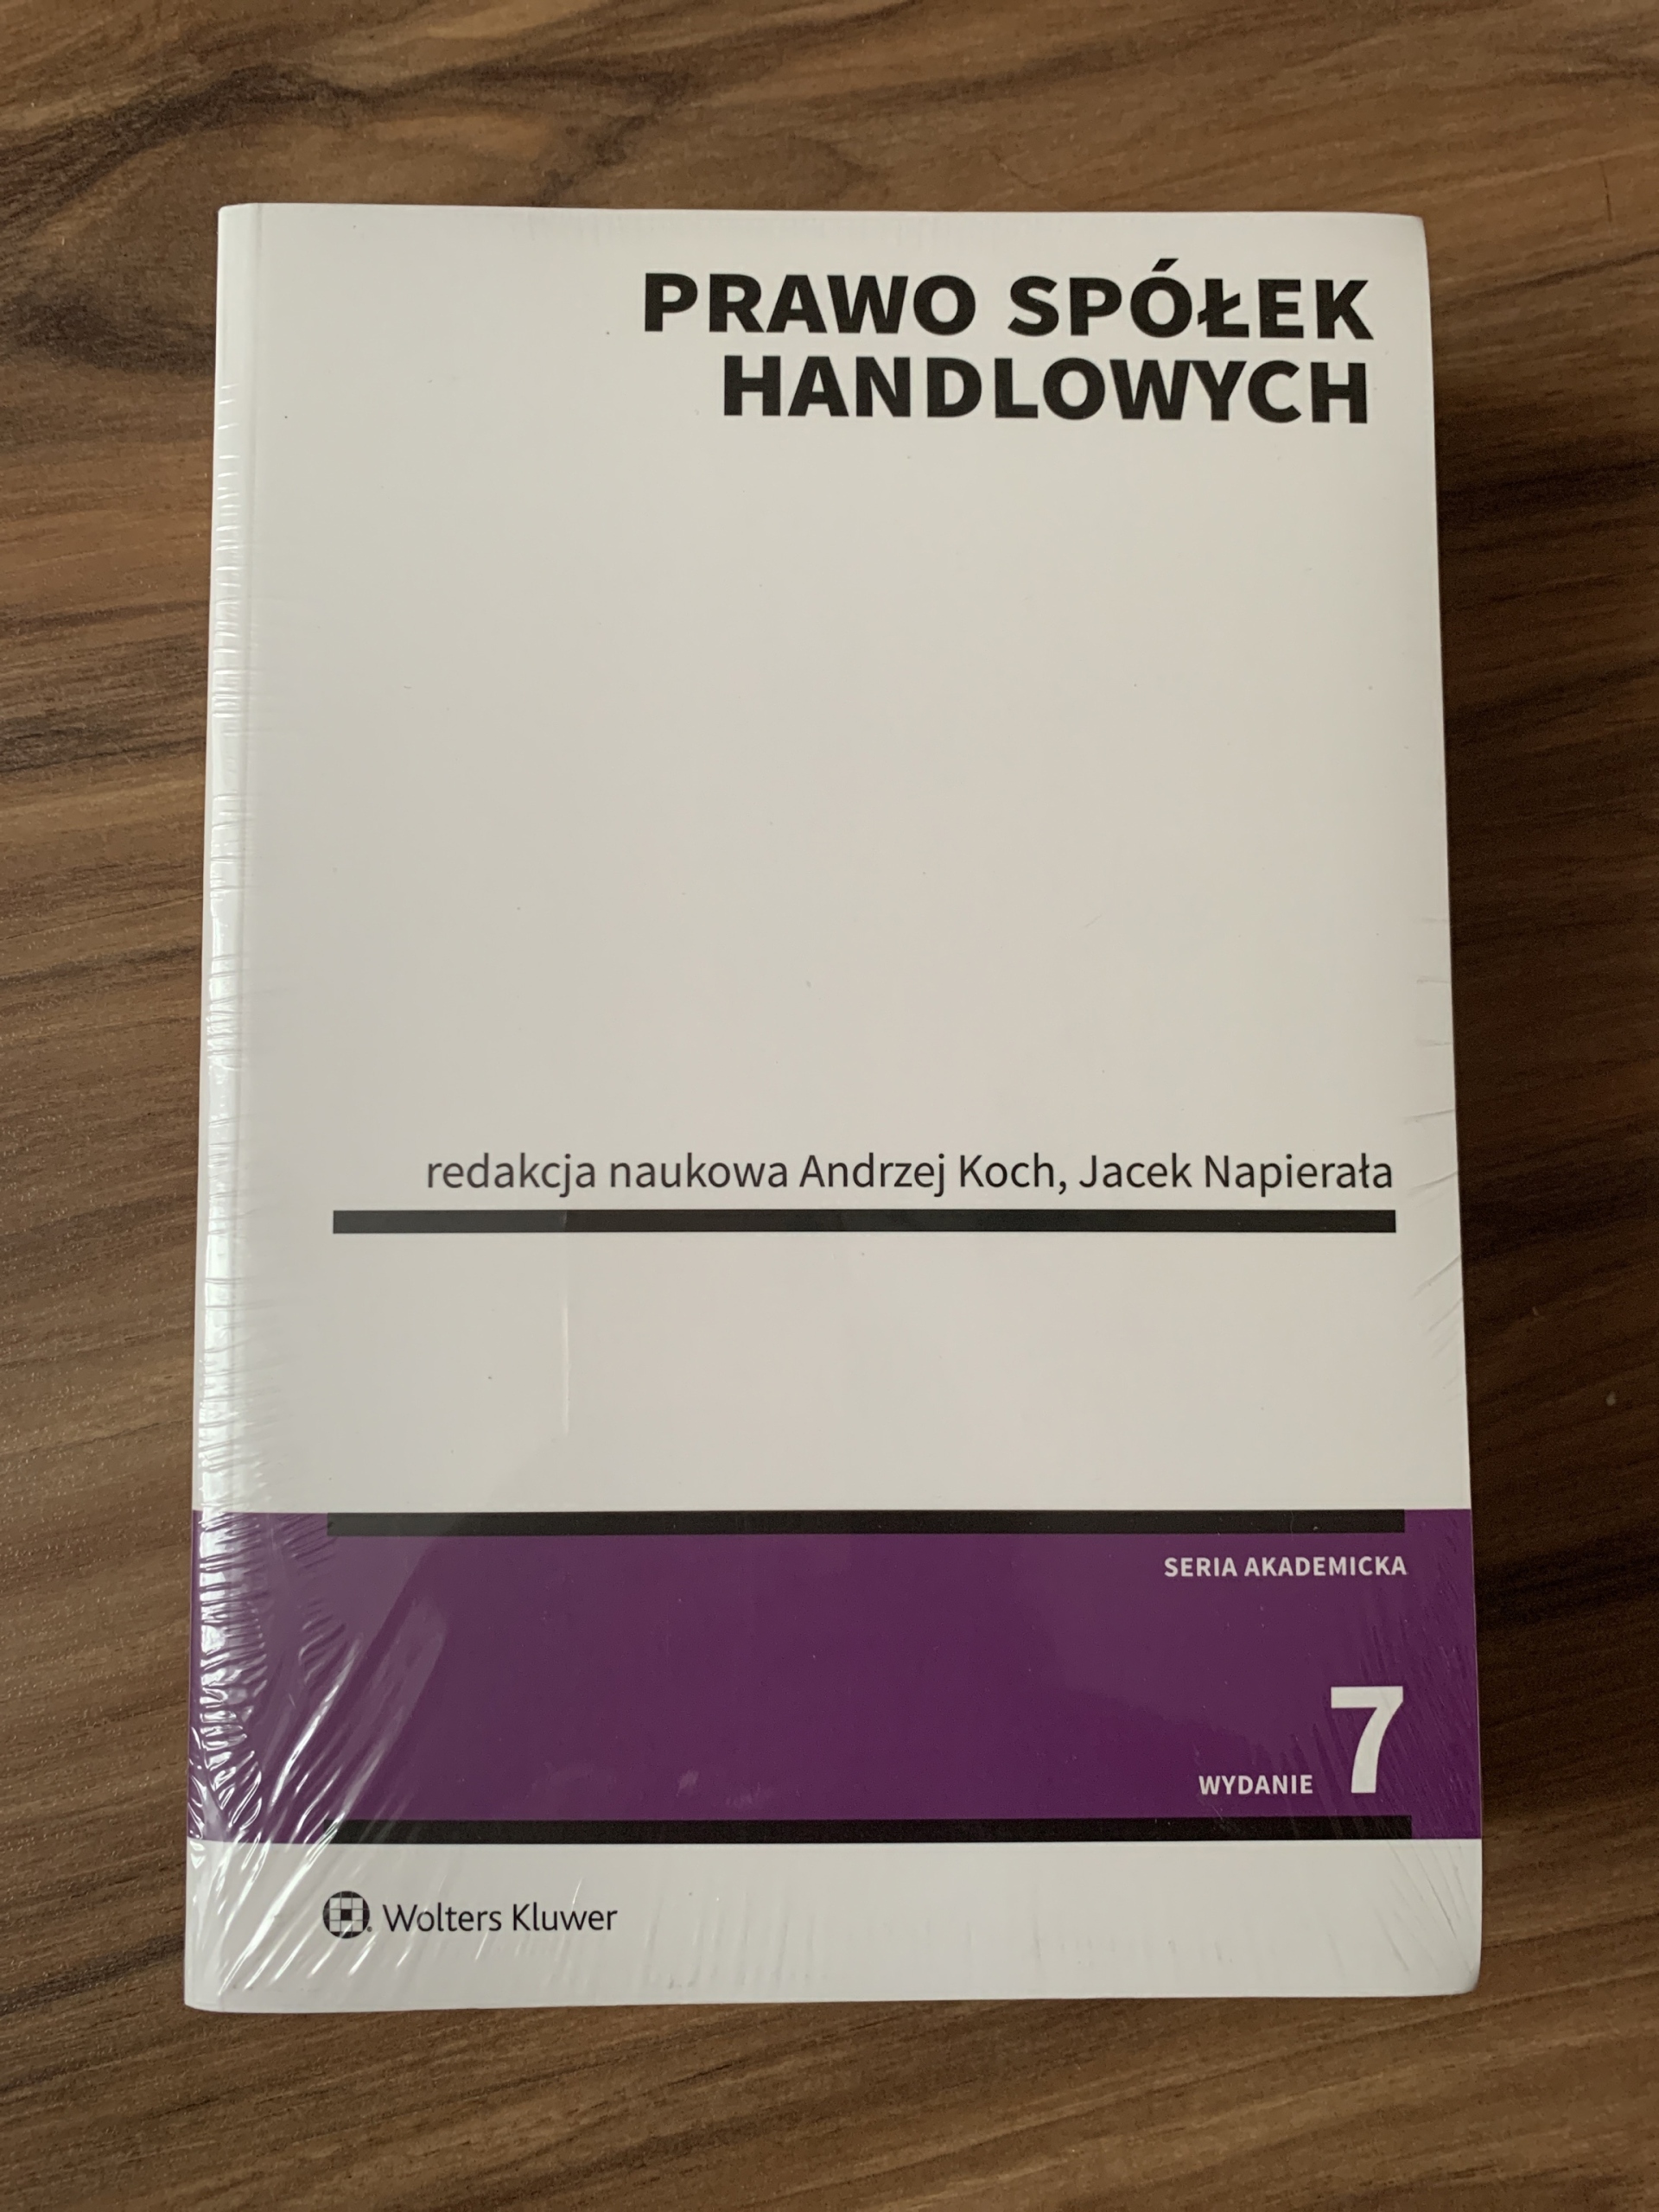 PRAWO SPÓŁEK
HANDLOWYCH
redakcja naukowa Andrzej Koch, Jacek Napierała
SERIA AKADEMICKA
WYDANIE 7
Wolters Kluwer